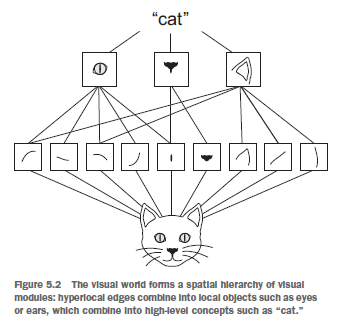 “cat”
Figure 5.2 The visual world forms a spatial hierarchy of visual
modules: hyperlocal edges combine into local objects such as eyes
or ears, which combine into high-level concepts such as “cat.”